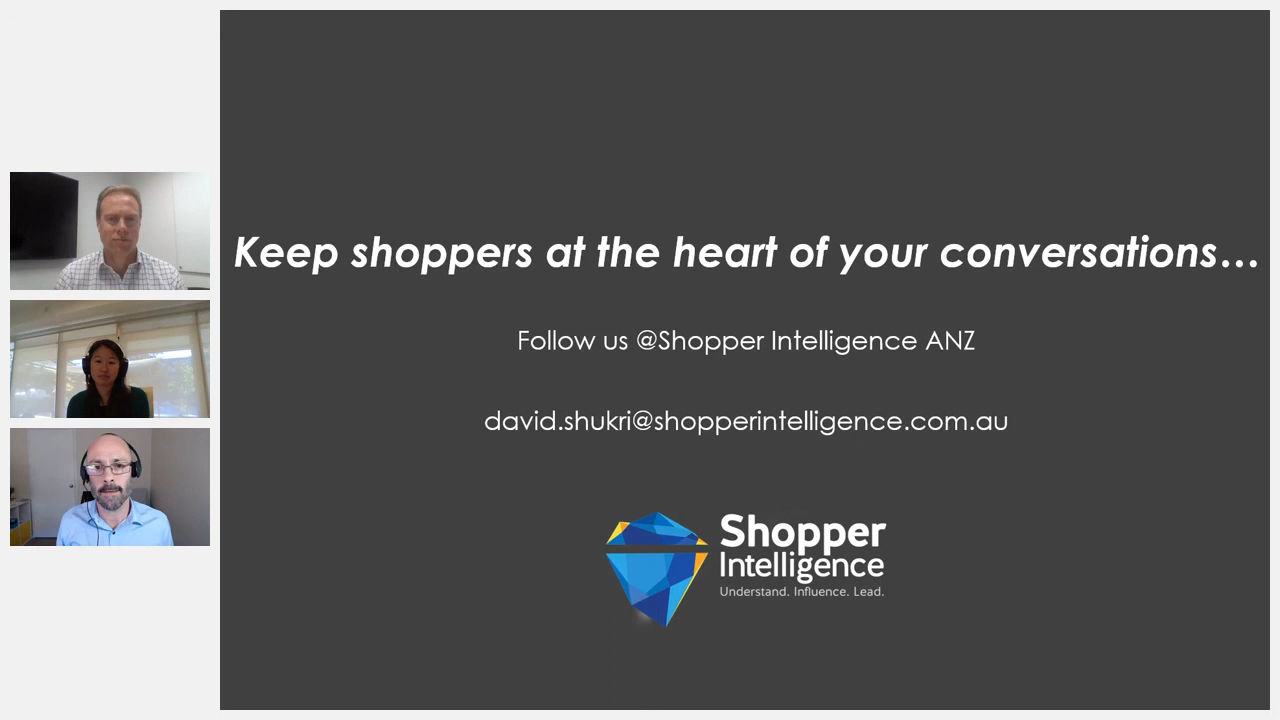 Keep shoppers at the heart of your conversations…
Follow us @Shopper Intelligence ANZ
david.shukri@shopperintelligence.com.au
Shopper
Intelligence
Understand. Influence. Lead.